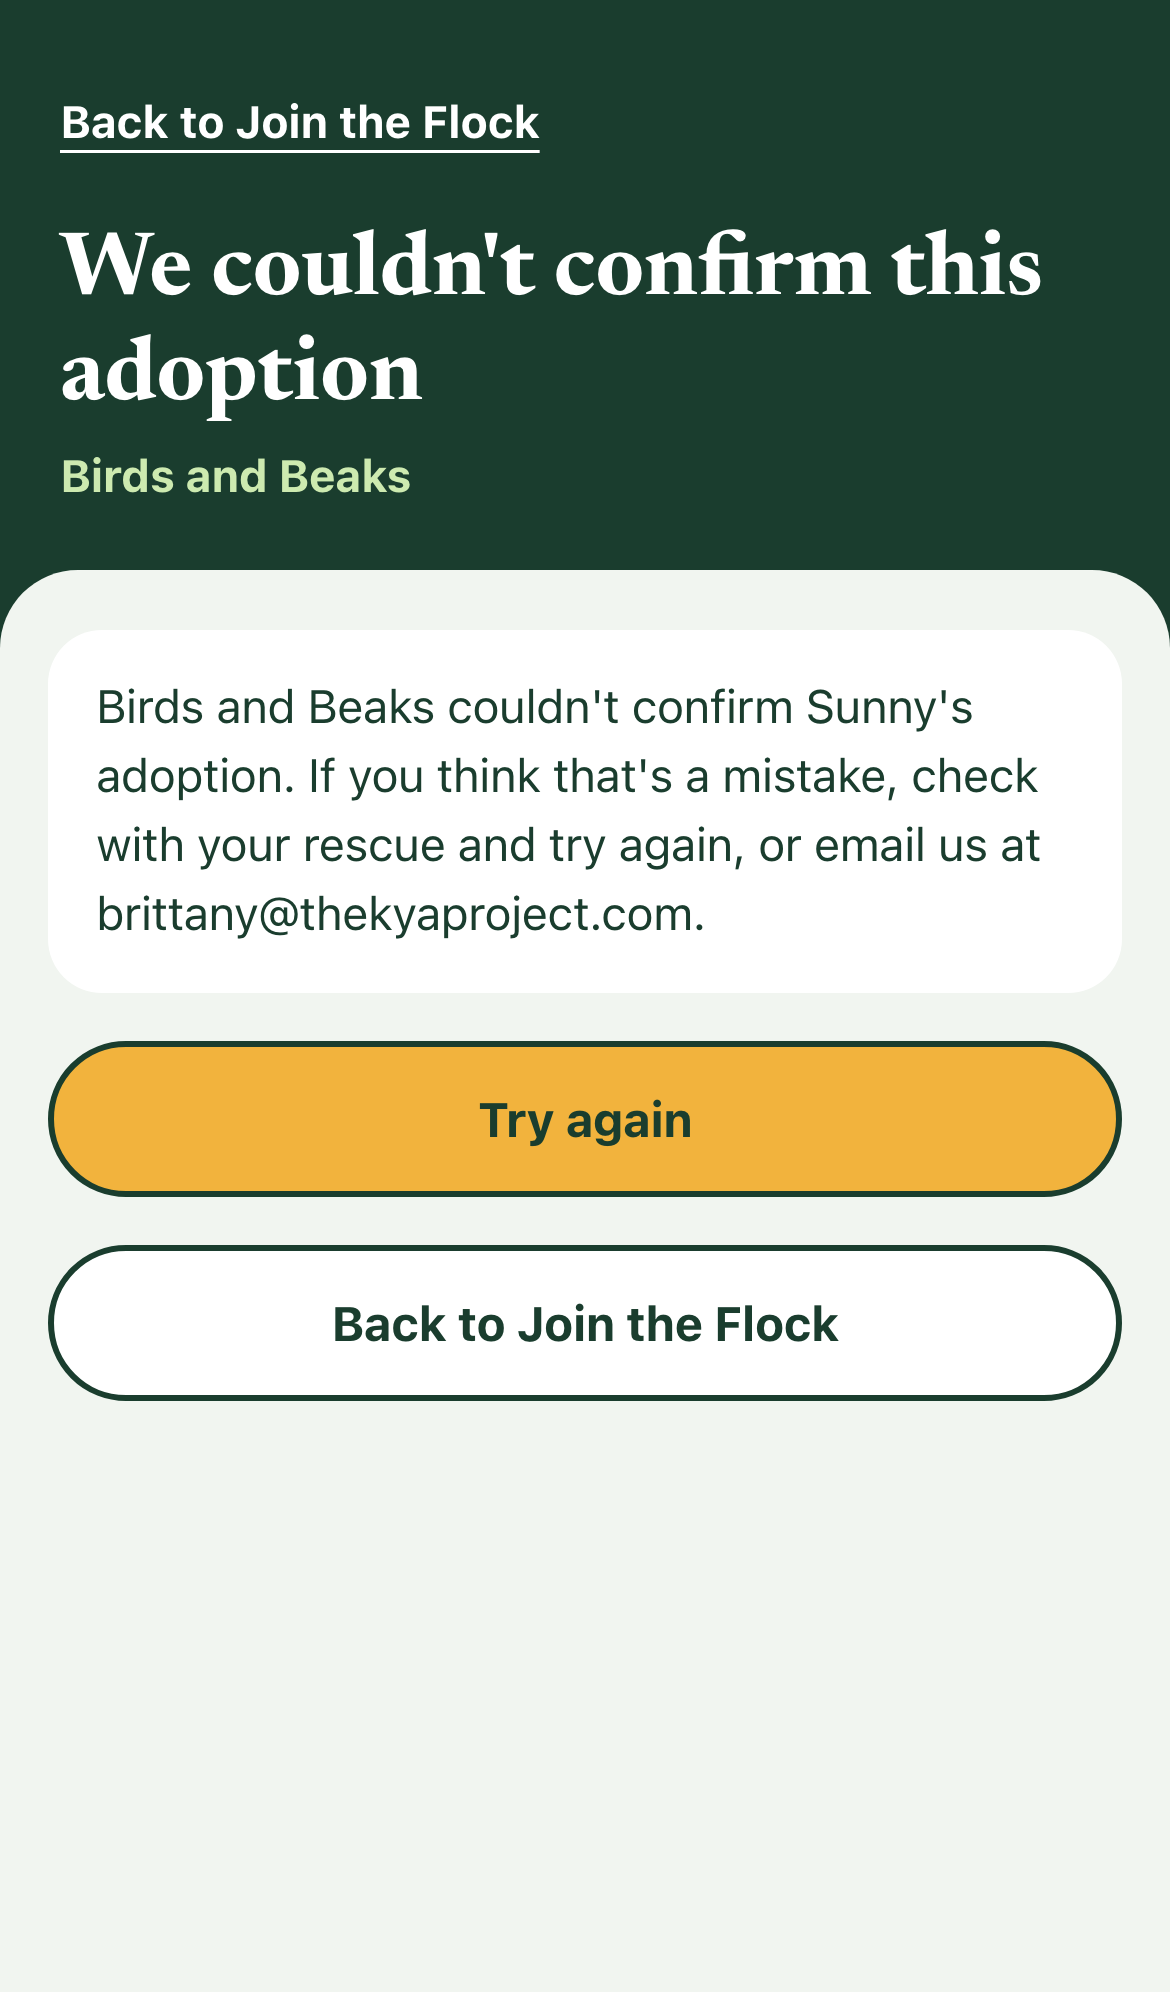 Back to Join the Flock
We couldn't confirm this
adoption
Birds and Beaks
Birds and Beaks couldn't confirm Sunny's
adoption. If you think that's a mistake, check
with your rescue and try again, or email us at
brittany@thekyaproject.com.
Try again
Back to Join the Flock